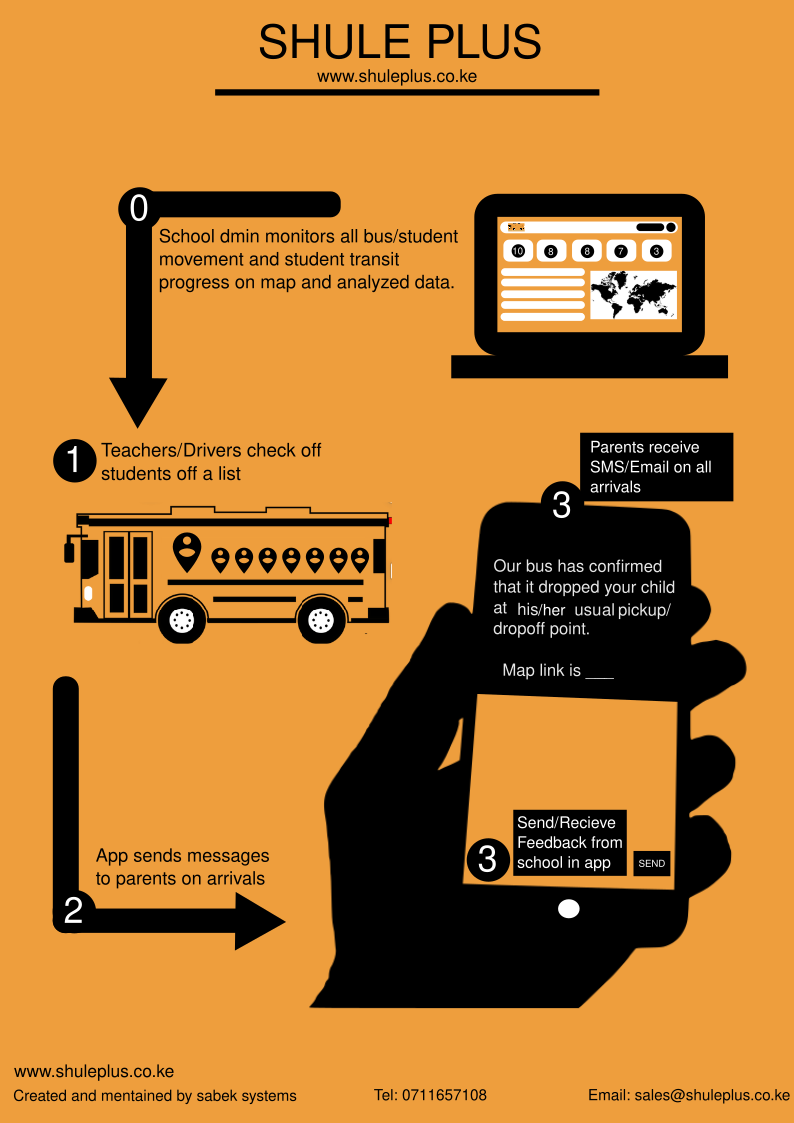 SHULE PLUS
www.shuleplus.co.ke
0
School dmin monitors all bus/student
movement and student transit
progress on map and analyzed data.
10 8 8 7 3
1
Teachers/Drivers check off
students off a list
Parents receive
SMS/Email on all
arrivals
3
Our bus has confirmed
that it dropped your child
at his/her usual pickup/
dropoff point.
Map link is ___
Send/Recieve
Feedback from
school in app
3
SEND
App sends messages
to parents on arrivals
2
www.shuleplus.co.ke
Created and mentained by sabek systems
Tel: 0711657108
Email: sales@shuleplus.co.ke